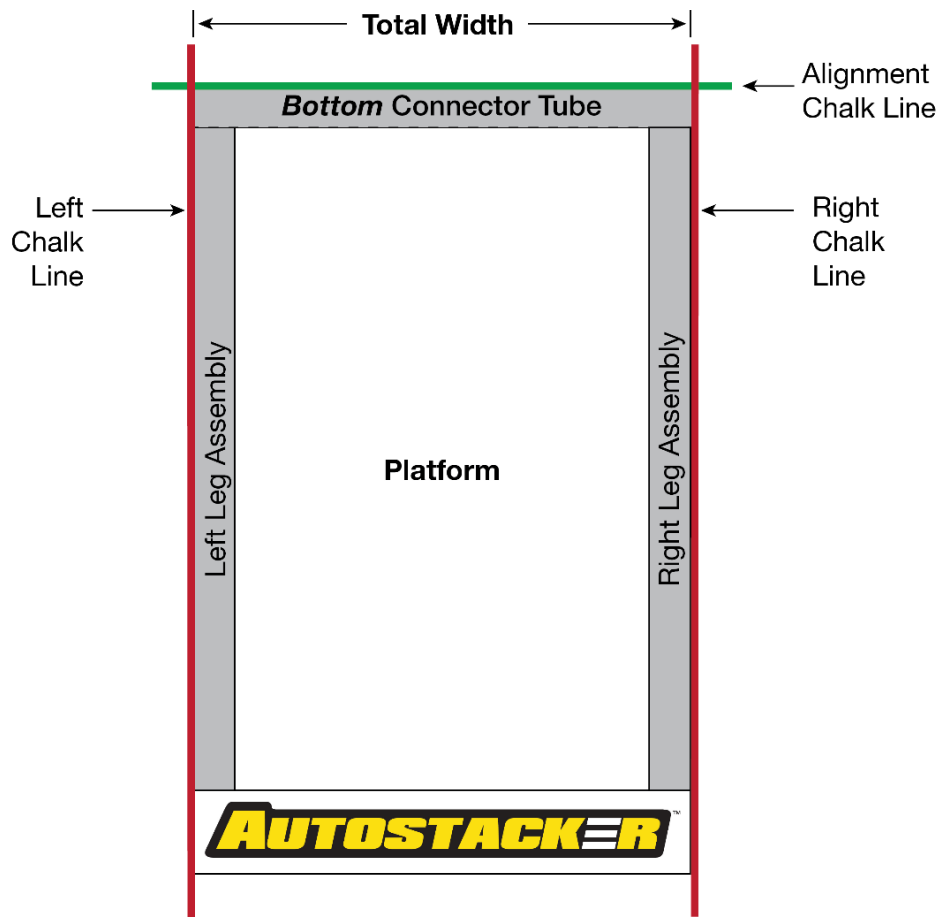 Total Width
Alignment
Chalk Line
Bottom Connector Tube
Left
Chalk
Line
Right
Chalk
Line
Left Leg Assembly
Right Leg Assembly
Platform
AUTOSTACKER™